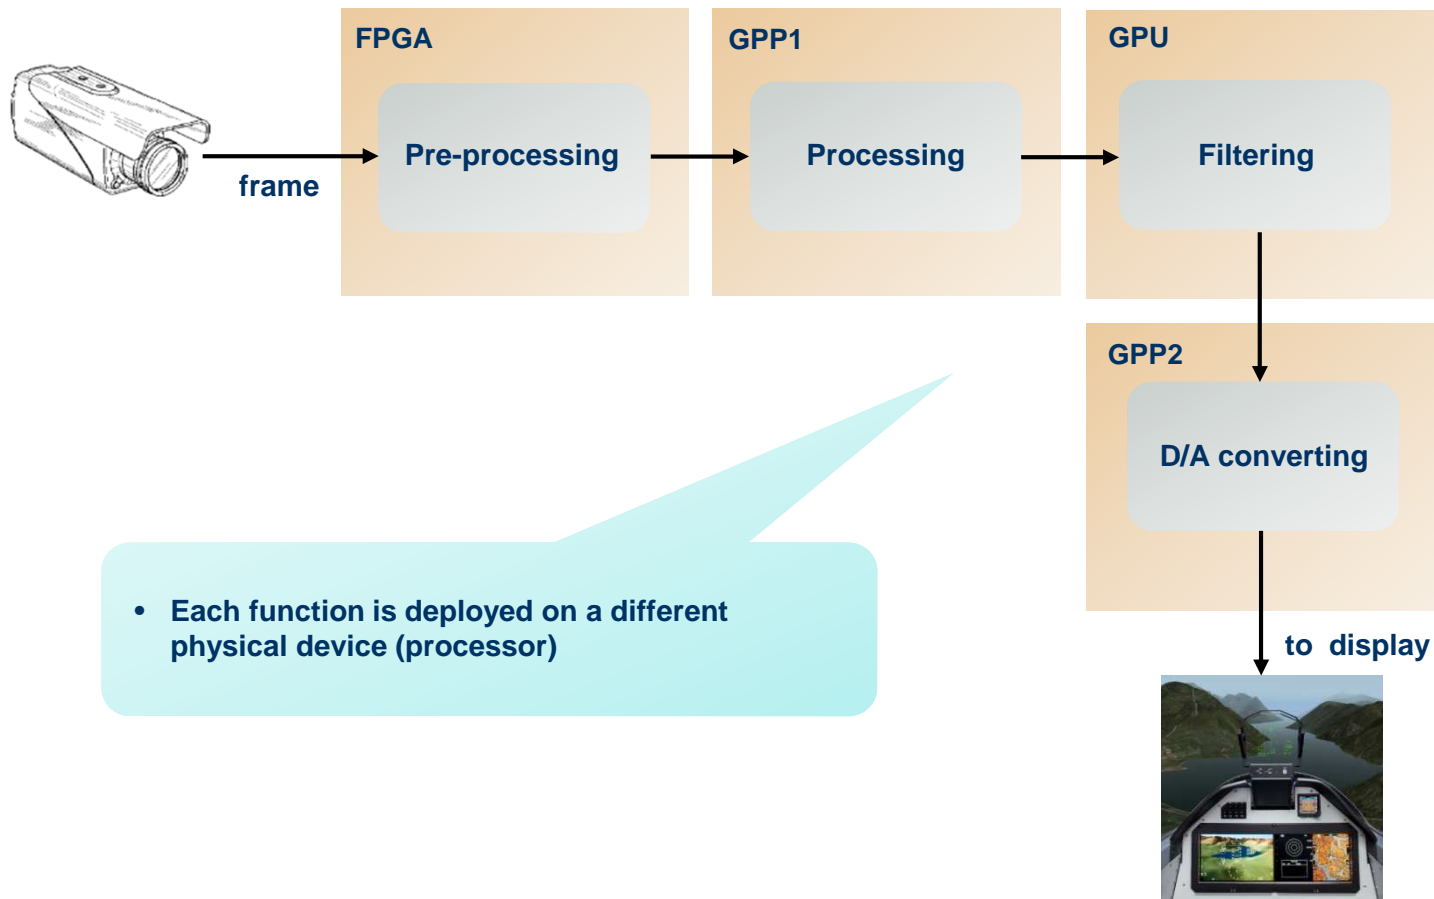 FPGA
GPP1
GPU
Pre-processing
Processing
Filtering
frame
GPP2
D/A converting
• Each function is deployed on a different
physical device (processor)
to display